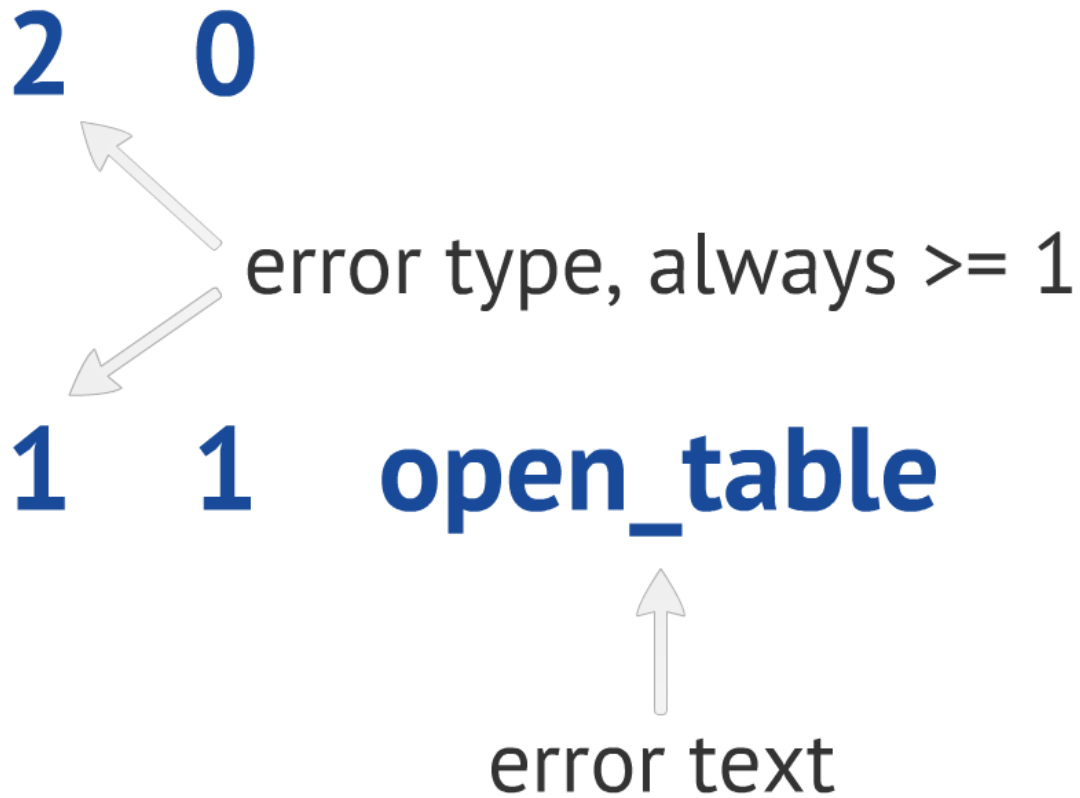 2 0
error type, always >= 1
1 1 open_table
error text